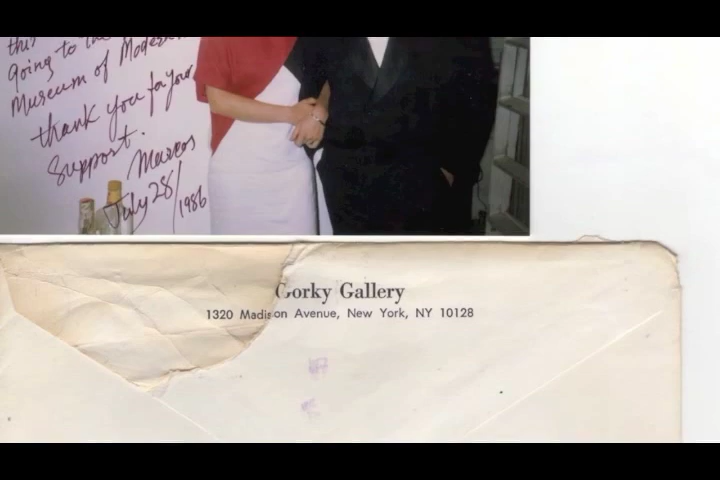 this
going to the
Museum of Modern
thank you for your
support.
Marcos
July 28/1986
Gorky Gallery
1320 Madison Avenue, New York, NY 10128